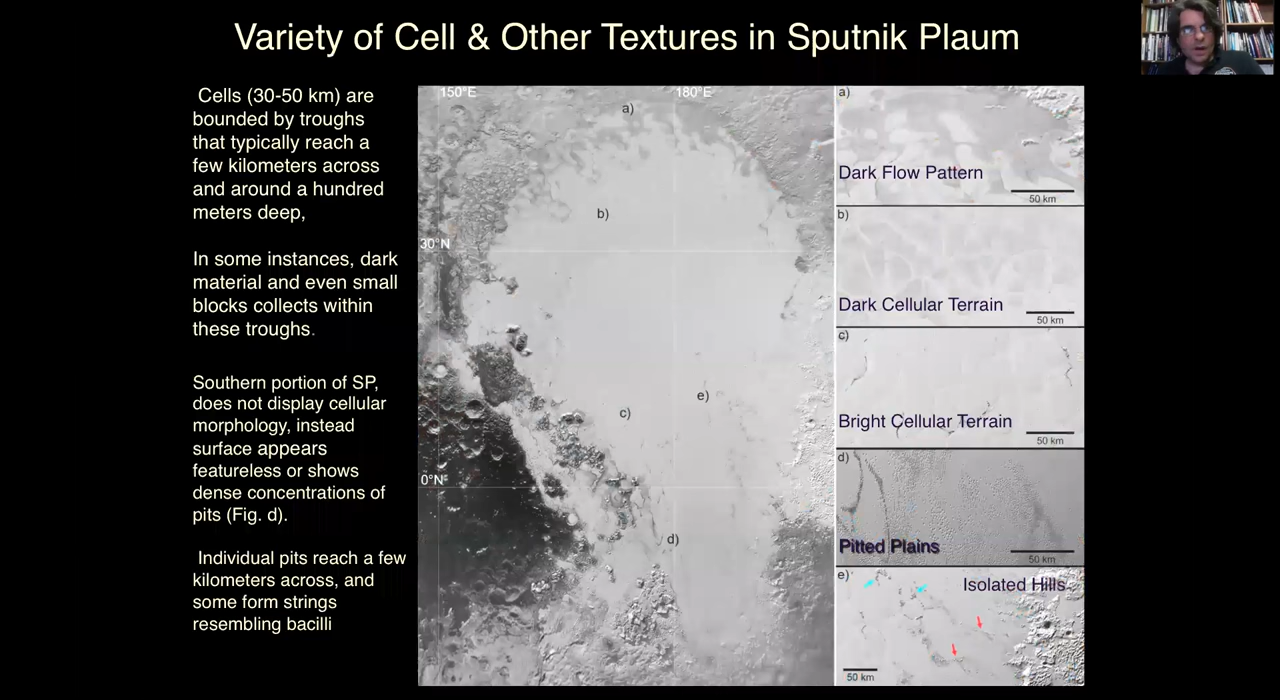 Variety of Cell & Other Textures in Sputnik Plaum
Cells (30-50 km) are
bounded by troughs
that typically reach a
few kilometers across
and around a hundred
meters deep,
In some instances, dark
material and even small
blocks collects within
these troughs.
Southern portion of SP,
does not display cellular
morphology, instead
surface appears
featureless or shows
dense concentrations of
pits (Fig. d).
Individual pits reach a few
kilometers across, and
some form strings
resembling bacilli
150°E
180°E
a)
b)
30°N
e)
c)
0°N
d)
a)
Dark Flow Pattern
50 km
b)
Dark Cellular Terrain
50 km
c)
Bright Cellular Terrain
50 km
d)
Pitted Plains
50 km
e)
Isolated Hills
50 km